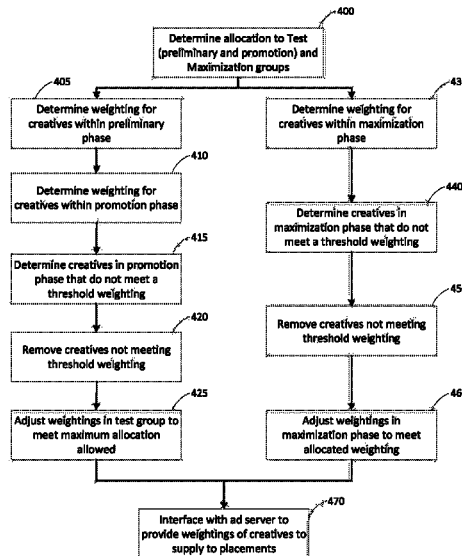 400
Determine allocation to Test
(preliminary and promotion) and
Maximization groups
405
Determine weighting for
creatives within preliminary
phase
43
Determine weighting for
creatives within maximization
phase
410
Determine weighting for
creatives within promotion phase
440
Determine creatives in
maximization phase that do not
meet a threshold weighting
415
Determine creatives in promotion
phase that do not meet a
threshold weighting
45
Remove creatives not meeting
threshold weighting
420
Remove creatives not meeting
threshold weighting
425
Adjust weightings in test group to
meet maximum allocation
allowed
46
Adjust weightings in
maximization phase to meet
allocated weighting
470
Interface with ad server to
provide weightings of creatives to
supply to placements